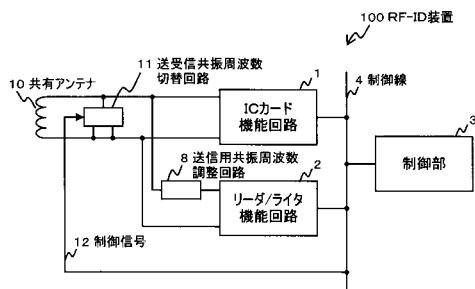 100 RF-ID装置
11 送受信共振周波数
切替回路
10 共有アンテナ
1
ICカード
機能回路
4 制御線
3
制御部
8 送信用共振周波数
調整回路
2
リーダ/ライタ
機能回路
12 制御信号